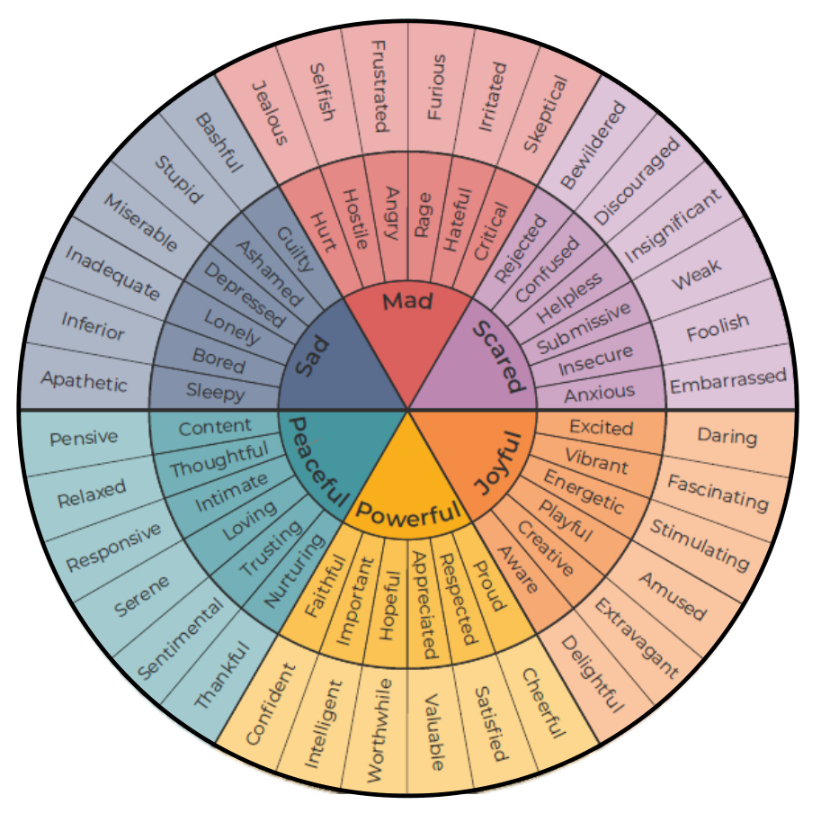 Mad
Scared
Joyful
Powerful
Peaceful
Sad
Hurt
Hostile
Angry
Rage
Hateful
Critical
Rejected
Confused
Helpless
Submissive
Insecure
Anxious
Excited
Vibrant
Energetic
Playful
Creative
Aware
Proud
Respected
Appreciated
Hopeful
Important
Faithful
Nurturing
Trusting
Loving
Intimate
Thoughtful
Content
Sleepy
Bored
Lonely
Depressed
Ashamed
Guilty
Jealous
Selfish
Frustrated
Furious
Irritated
Skeptical
Bewildered
Discouraged
Insignificant
Weak
Foolish
Embarrassed
Daring
Fascinating
Stimulating
Amused
Extravagant
Delightful
Cheerful
Satisfied
Valuable
Worthwhile
Intelligent
Confident
Thankful
Sentimental
Serene
Responsive
Relaxed
Pensive
Apathetic
Inferior
Inadequate
Miserable
Stupid
Bashful